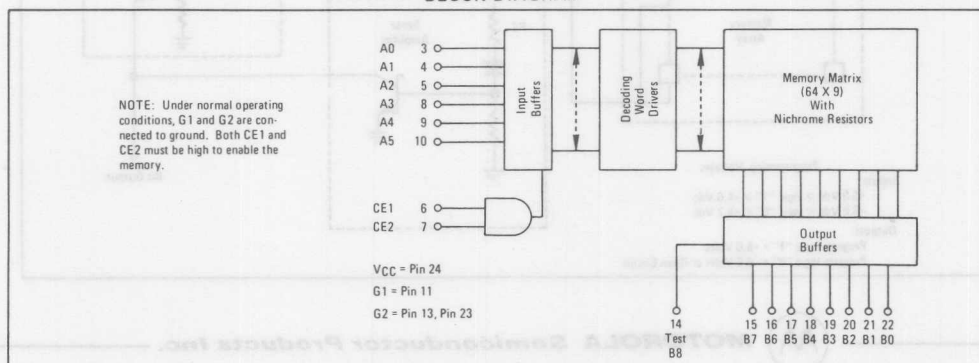 BLOCK DIAGRAM
NOTE: Under normal operating
conditions, G1 and G2 are con-
nected to ground. Both CE1 and
CE2 must be high to enable the
memory.
A0 3
A1 4
A2 5
A3 8
A4 9
A5 10
CE1 6
CE2 7
VCC = Pin 24
G1 = Pin 11
G2 = Pin 13, Pin 23
Input
Buffers
Decoding
Word
Drivers
Memory Matrix
(64 X 9)
With
Nichrome Resistors
Output
Buffers
14 15 16 17 18 19 20 21 22
Test B7 B6 B5 B4 B3 B2 B1 B0
B8
MOTOROLA Semiconductor Products Inc.